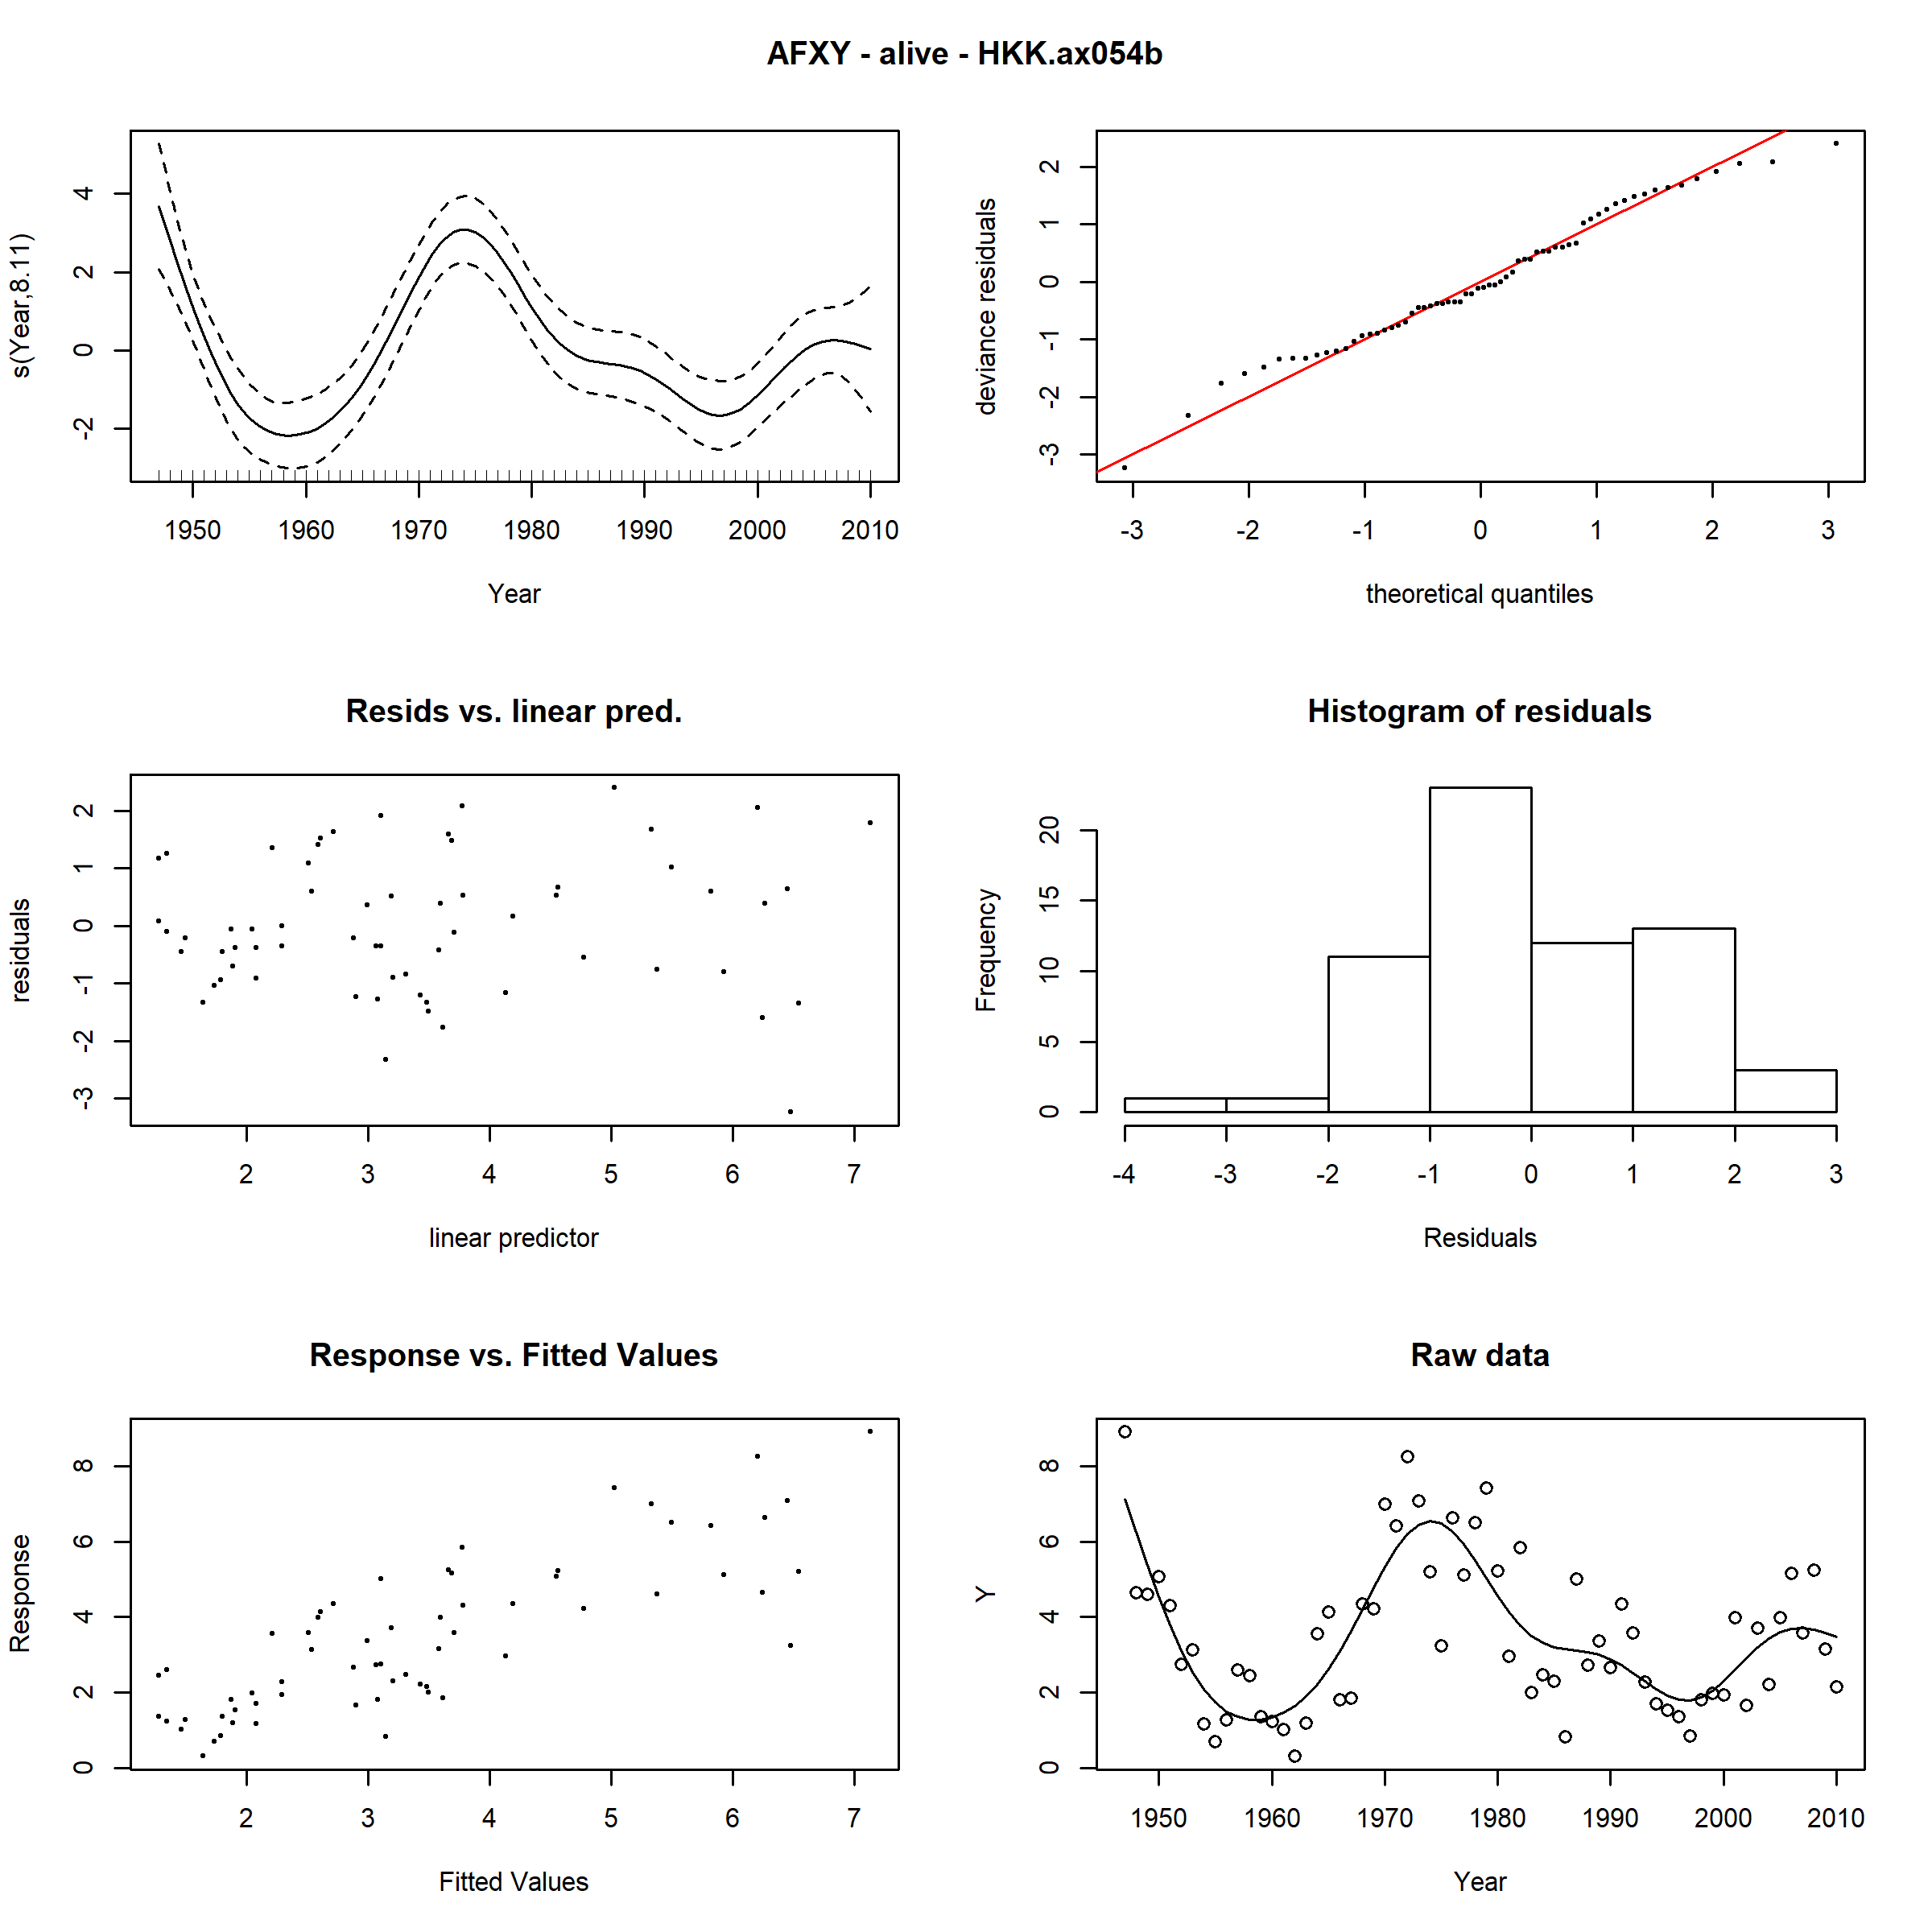 AFXY - alive - HKK.ax054b
s(Year,8.11)
4
2
0
-2
1950 1960 1970 1980 1990 2000 2010
Year
deviance residuals
2
1
0
-1
-2
-3
-3 -2 -1 0 1 2 3
theoretical quantiles
Resids vs. linear pred.
residuals
2
1
0
-1
-2
-3
2 3 4 5 6 7
linear predictor
Histogram of residuals
Frequency
20
15
10
5
0
-4 -3 -2 -1 0 1 2 3
Residuals
Response vs. Fitted Values
Response
8
6
4
2
0
2 3 4 5 6 7
Fitted Values
Raw data
Y
8
6
4
2
0
1950 1960 1970 1980 1990 2000 2010
Year